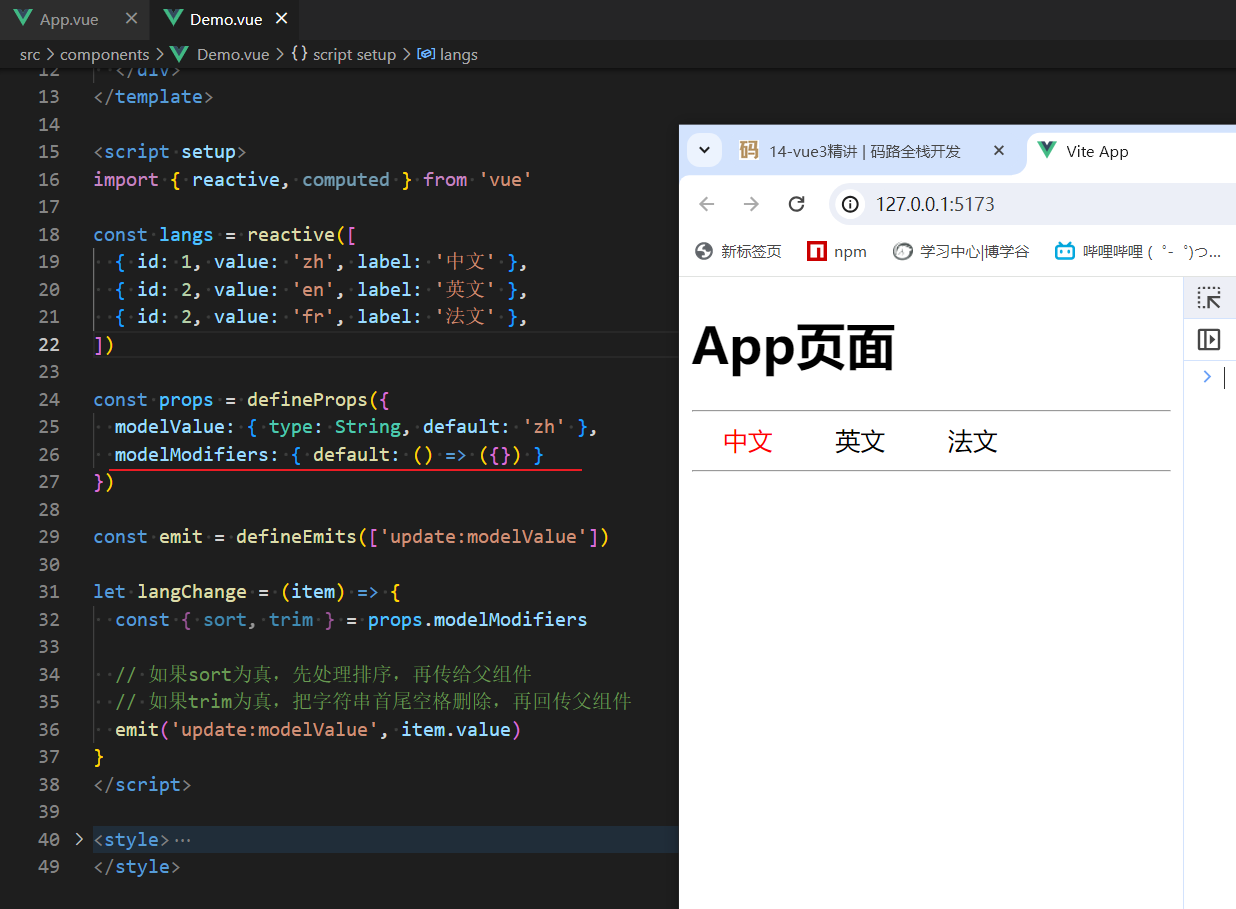 App.vue
Demo.vue
src > components > Demo.vue > {} script setup > langs
12 </div>
13 </template>
14
15 <script setup>
16 import { reactive, computed } from 'vue'
17
18 const langs = reactive([
19 { id: 1, value: 'zh', label: '中文' },
20 { id: 2, value: 'en', label: '英文' },
21 { id: 2, value: 'fr', label: '法文' },
22 ])
23
24 const props = defineProps({
25 modelValue: { type: String, default: 'zh' },
26 modelModifiers: { default: () => ({}) }
27 })
28
29 const emit = defineEmits(['update:modelValue'])
30
31 let langChange = (item) => {
32 const { sort, trim } = props.modelModifiers
33
34 // 如果sort为真，先处理排序，再传给父组件
35 // 如果trim为真，把字符串首尾空格删除，再回传父组件
36 emit('update:modelValue', item.value)
37 }
38 </script>
39
40 <style>…
49 </style>
码 14-vue3精讲 | 码路全栈开发
Vite App
127.0.0.1:5173
新标签页
npm
学习中心|博学谷
哔哩哔哩 ( ゜- ゜)つ...
App页面
中文 英文 法文